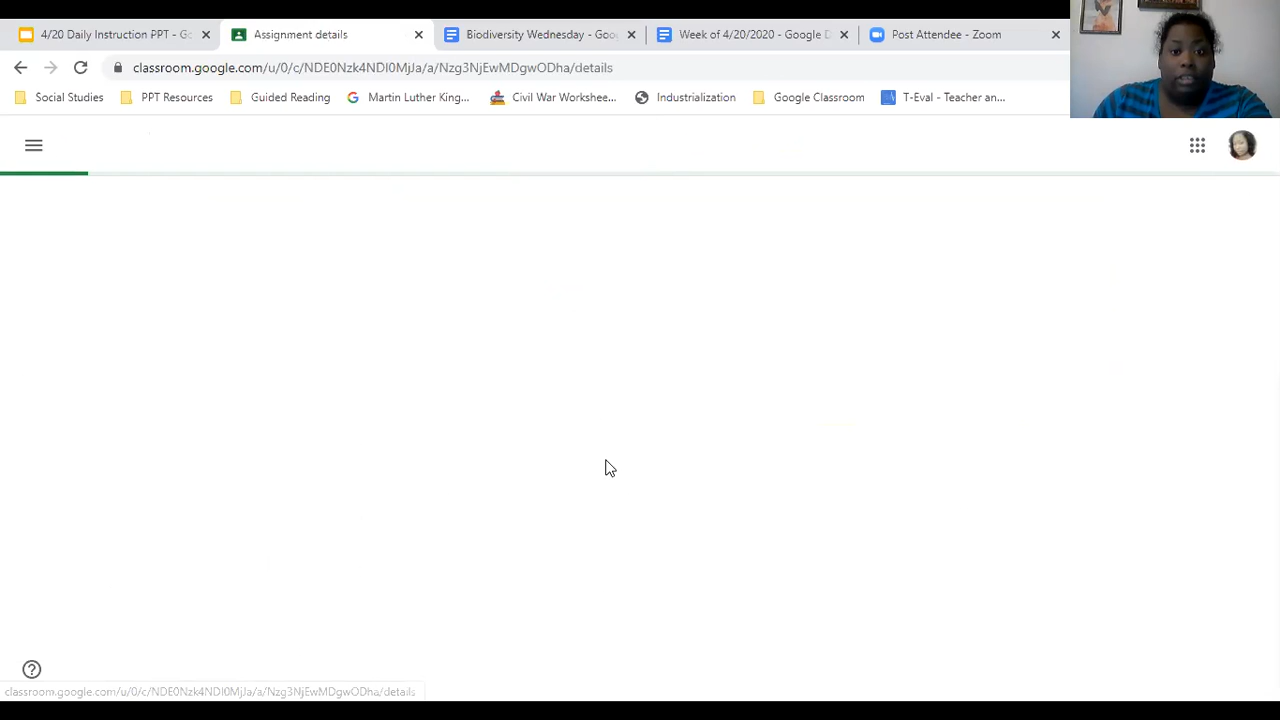 4/20 Daily Instruction PPT - Go
Assignment details
Biodiversity Wednesday - Goog
Week of 4/20/2020 - Google D
Post Attendee - Zoom
classroom.google.com/u/0/c/NDE0Nzk4NDI0MjJa/a/Nzg3NjEwMDgwODha/details
Social Studies
PPT Resources
Guided Reading
Martin Luther King...
Civil War Workshee...
Industrialization
Google Classroom
T-Eval - Teacher an...
classroom.google.com/u/0/c/NDE0Nzk4NDI0MjJa/a/Nzg3NjEwMDgwODha/details